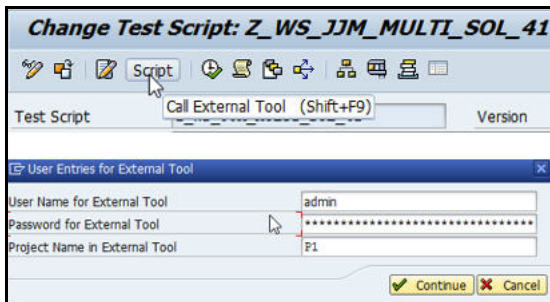 Change Test Script: Z_WS_JJM_MULTI_SOL_41
Script
Call External Tool (Shift+F9)
Test Script
Version
User Entries for External Tool
User Name for External Tool admin
Password for External Tool ********************************
Project Name in External Tool P1
Continue Cancel